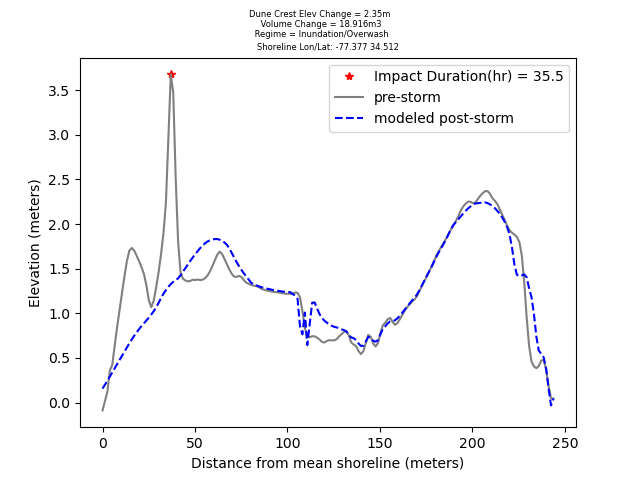 Dune Crest Elev Change = 2.35m
Volume Change = 18.916m3
Regime = Inundation/Overwash
Shoreline Lon/Lat: -77.377 34.512
Impact Duration(hr) = 35.5
pre-storm
modeled post-storm
3.5
3.0
2.5
2.0
1.5
1.0
0.5
0.0
Elevation (meters)
0 50 100 150 200 250
Distance from mean shoreline (meters)